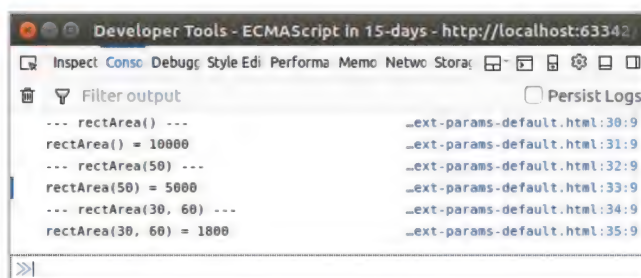 Developer Tools - ECMAScript in 15-days - http://localhost:63342/
Inspect Consc Debugg Style Edi Performa Memo Netwo Storag
Filter output Persist Logs
--- rectArea() --- …ext-params-default.html:30:9
rectArea() = 10000 …ext-params-default.html:31:9
--- rectArea(50) --- …ext-params-default.html:32:9
rectArea(50) = 5000 …ext-params-default.html:33:9
--- rectArea(30, 60) --- …ext-params-default.html:34:9
rectArea(30, 60) = 1800 …ext-params-default.html:35:9